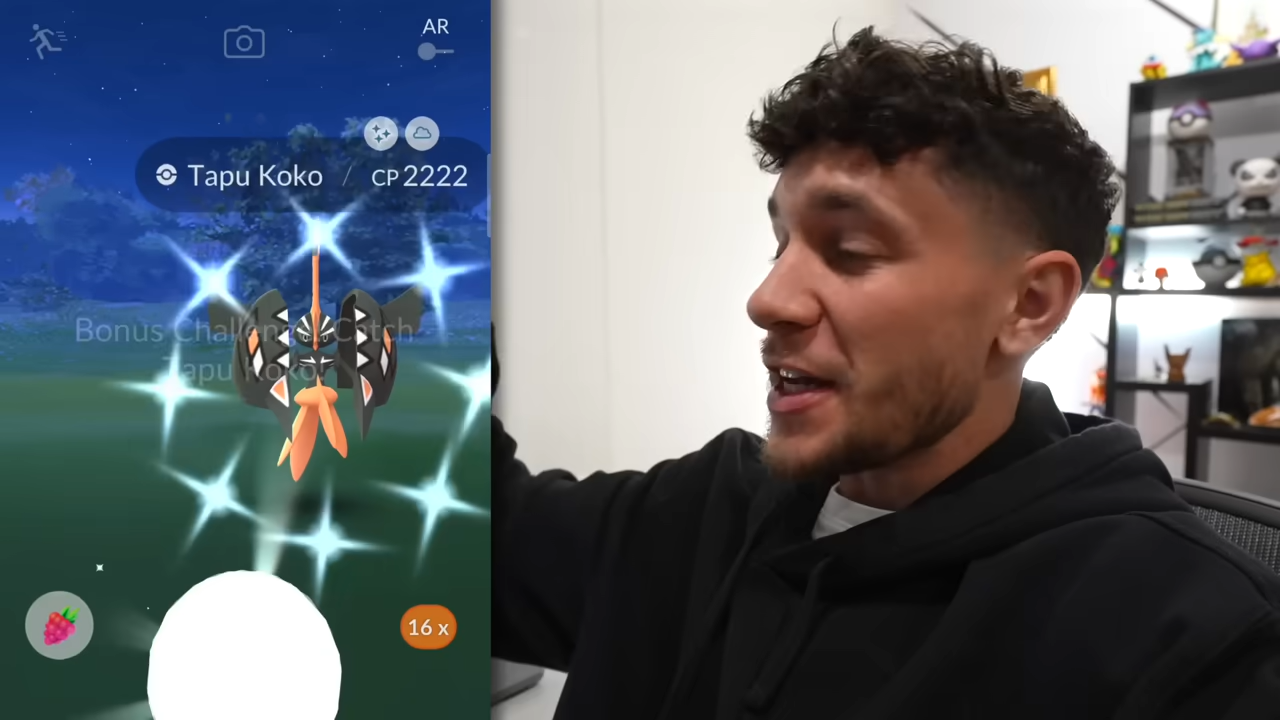 AR
Tapu Koko / CP 2222
Bonus Challenge: Catch
Tapu Koko
16 x